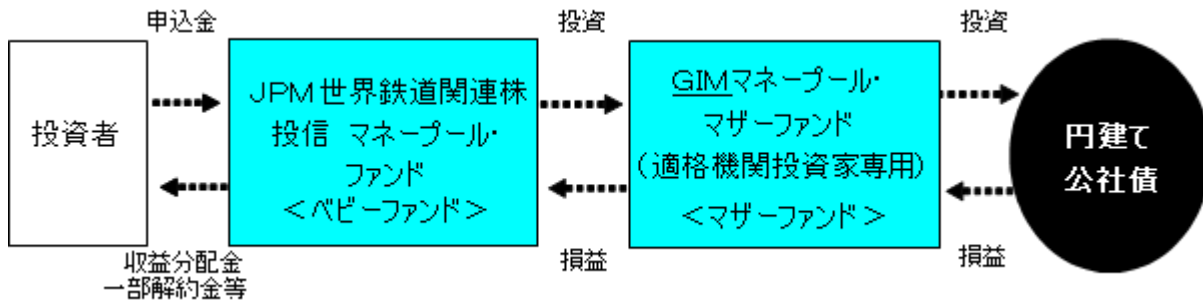 申込金
投資
投資
投資者
JPM世界鉄道関連株
投信 マネープール・
ファンド
＜ベビーファンド＞
GIMマネープール・
マザーファンド
(適格機関投資家専用)
＜マザーファンド＞
円建て
公社債
収益分配金
一部解約金等
損益
損益